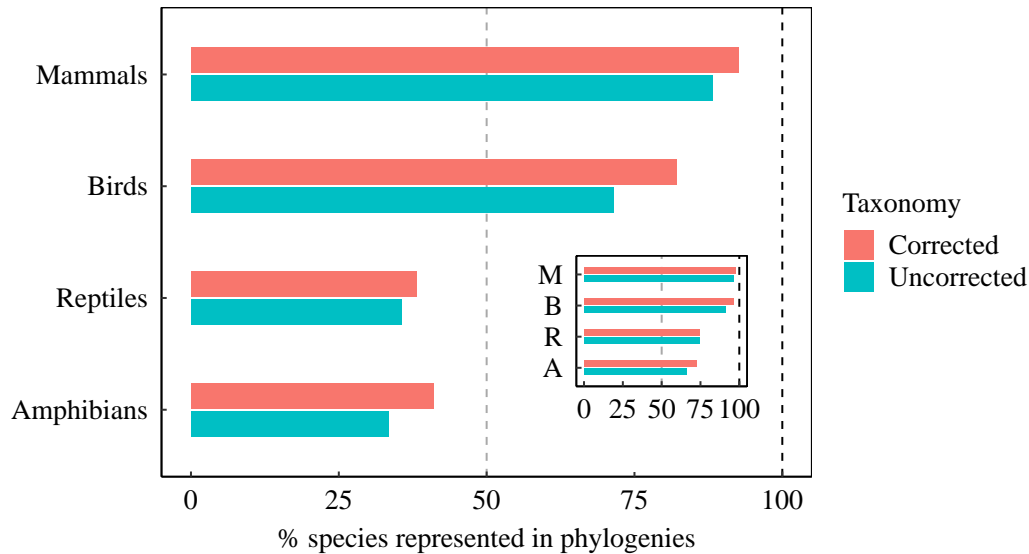 Mammals
Birds
Reptiles
Amphibians
0 25 50 75 100
% species represented in phylogenies
M
B
R
A
0 25 50 75 100
Taxonomy
Corrected
Uncorrected